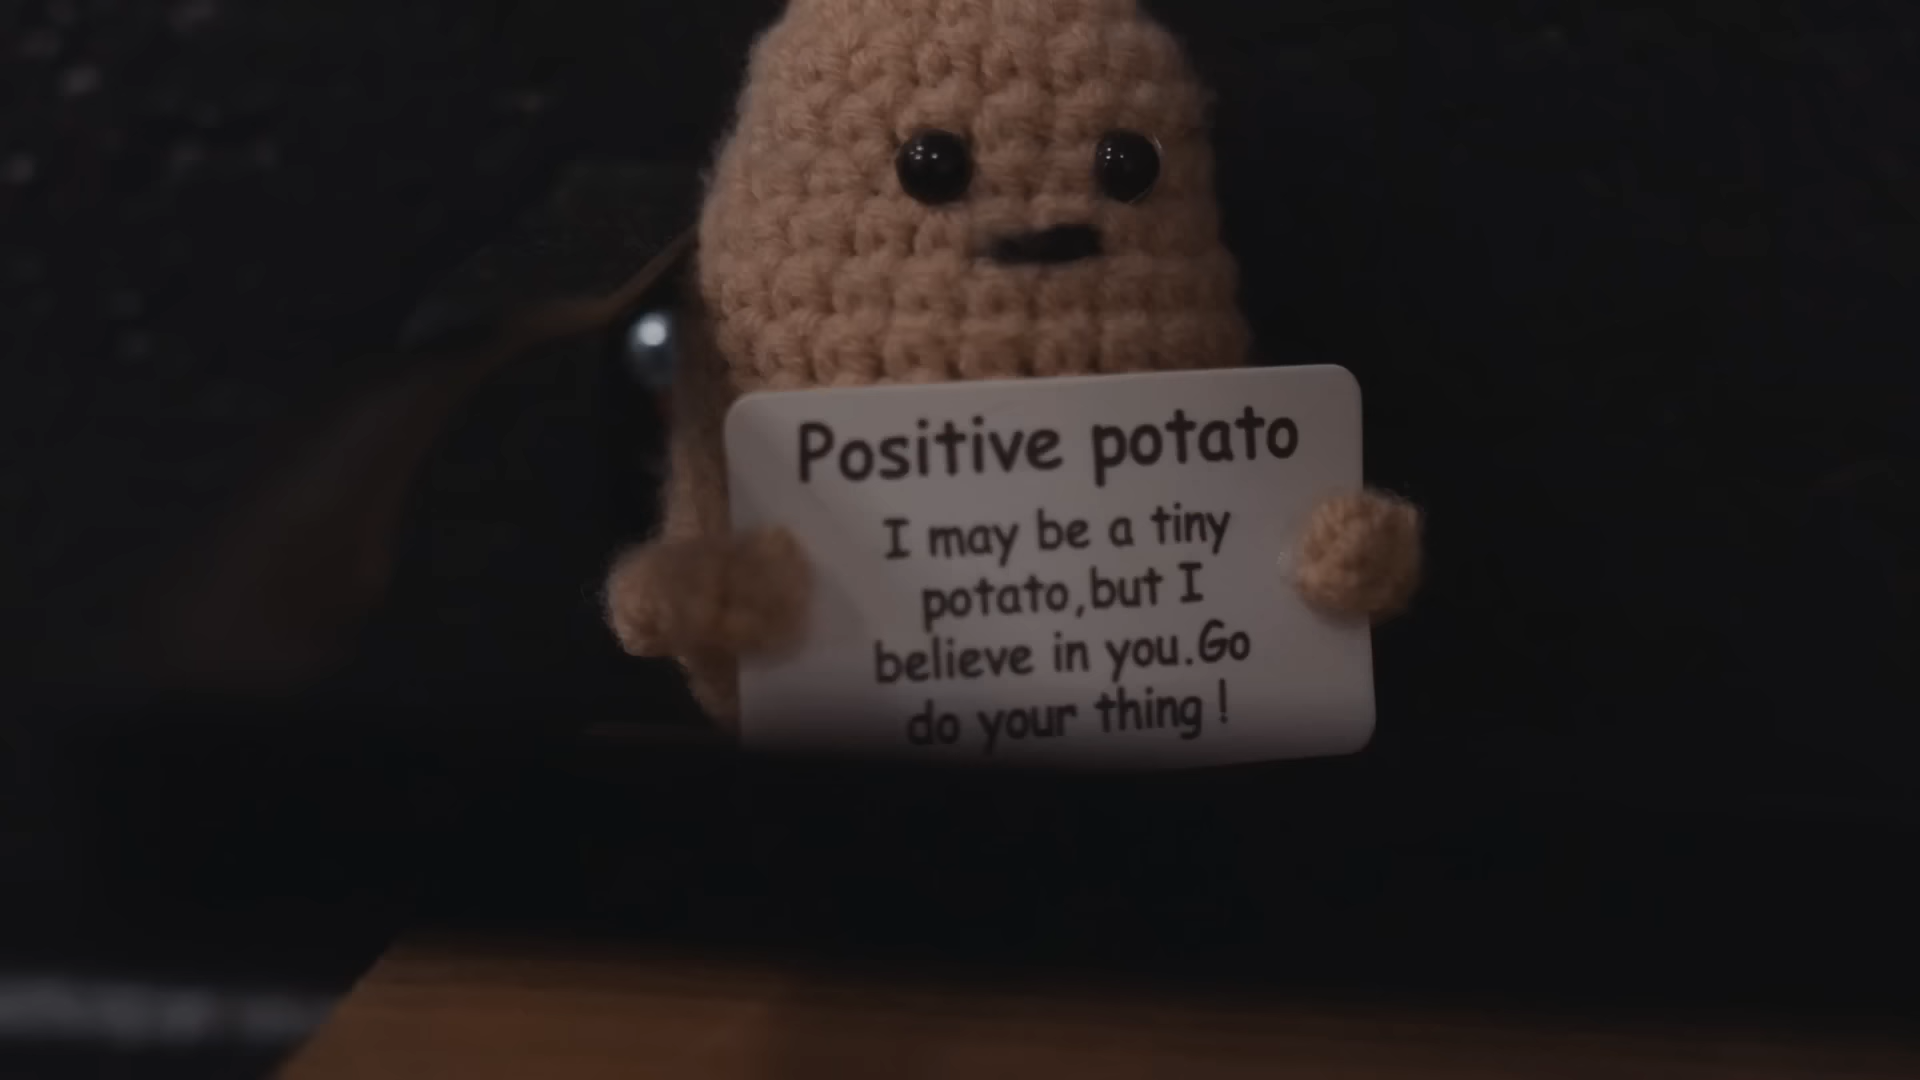 Positive potato
I may be a tiny
potato,but I
believe in you.Go
do your thing !